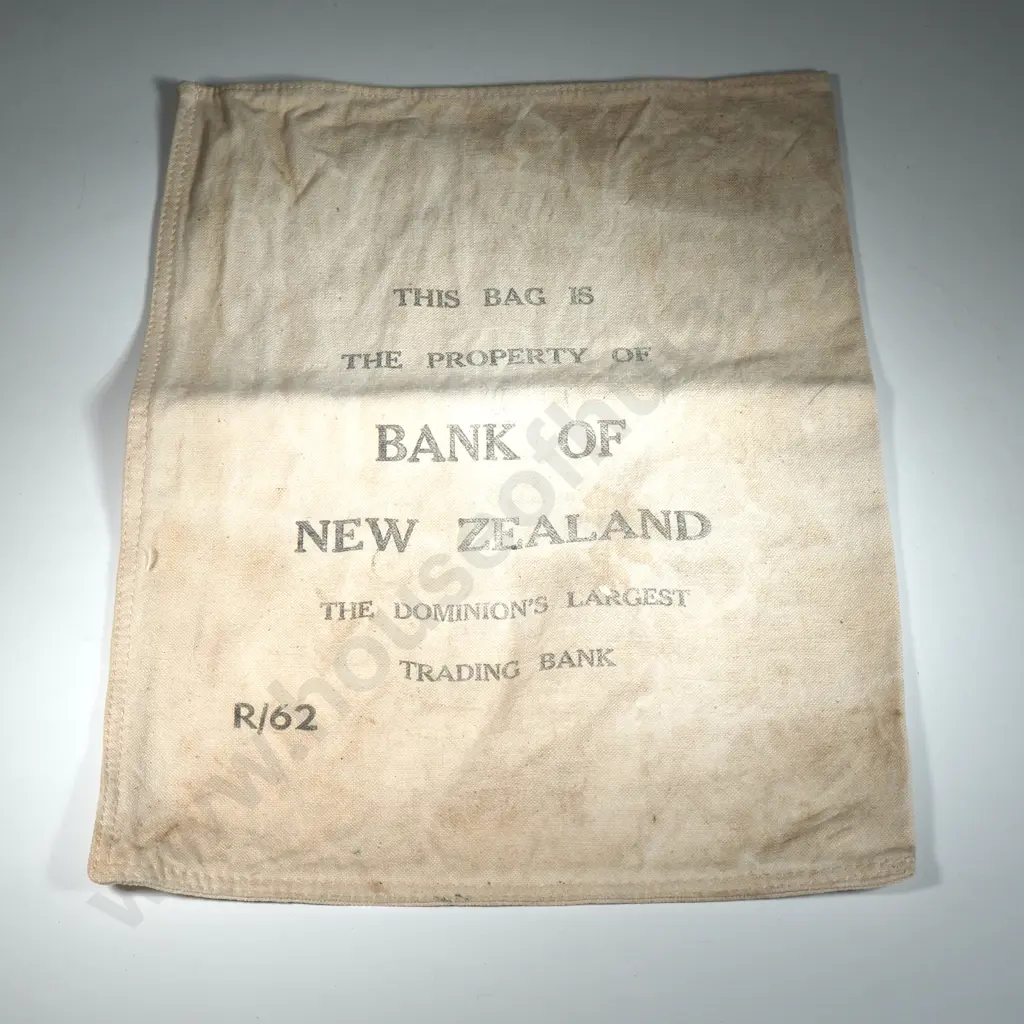 THIS BAG IS
THE PROPERTY OF
BANK OF
NEW ZEALAND
THE DOMINION'S LARGEST
TRADING BANK
R/62